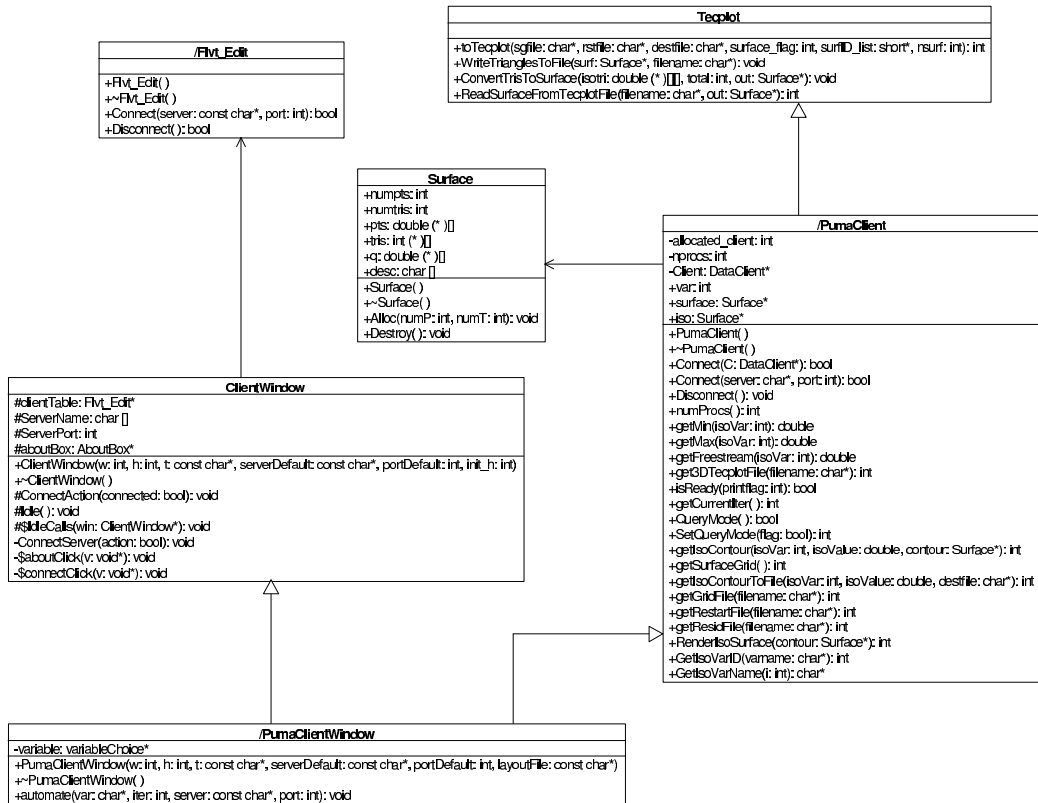 Tecplot
+toTecplot(sgfile: char*, rstfile: char*, destfile: char*, surface_flag: int, surfID_list: short*, nsurf: int): int
+WriteTrianglesToFile(surf: Surface*, filename: char*): void
+ConvertTrisToSurface(isotri: double (*)[][], total: int, out: Surface*): void
+ReadSurfaceFromTecplotFile(filename: char*, out: Surface*): int
/Flvt_Edit
+Flvt_Edit()
+~Flvt_Edit()
+Connect(server: const char*, port: int): bool
+Disconnect(): bool
Surface
+numpts: int
+numtris: int
+pts: double (*)[]
+tris: int (*)[]
+q: double (*)[]
+desc: char []
+Surface()
+~Surface()
+Alloc(numP: int, numT: int): void
+Destroy(): void
/PumaClient
-allocated_client: int
-nprocs: int
-Client: DataClient*
+var: int
+surface: Surface*
+iso: Surface*
+PumaClient()
+~PumaClient()
+Connect(C: DataClient*): bool
+Connect(server: char*, port: int): bool
+Disconnect(): void
+numProcs(): int
+getMin(isoVar: int): double
+getMax(isoVar: int): double
+getFreestream(isoVar: int): double
+get3DTecplotFile(filename: char*): int
+isReady(printflag: int): bool
+getCurrentIter(): int
+QueryMode(): bool
+SetQueryMode(flag: bool): int
+getIsoContour(isoVar: int, isoValue: double, contour: Surface*): int
+getSurfaceGrid(): int
+getIsoContourToFile(isoVar: int, isoValue: double, destfile: char*): int
+getGridFile(filename: char*): int
+getRestartFile(filename: char*): int
+getResidFile(filename: char*): int
+RenderIsoSurface(contour: Surface*): int
+GetIsoVarID(varname: char*): int
+GetIsoVarName(i: int): char*
ClientWindow
#clientTable: Flvt_Edit*
#ServerName: char []
#ServerPort: int
#aboutBox: AboutBox*
+ClientWindow(w: int, h: int, t: const char*, serverDefault: const char*, portDefault: int, init_h: int)
+~ClientWindow()
#ConnectAction(connected: bool): void
#Idle(): void
#$IdleCalls(win: ClientWindow*): void
-ConnectServer(action: bool): void
-$aboutClick(v: void*): void
-$connectClick(v: void*): void
/PumaClientWindow
-variable: variableChoice*
+PumaClientWindow(w: int, h: int, t: const char*, serverDefault: const char*, portDefault: int, layoutFile: const char*)
+~PumaClientWindow()
+automate(var: char*, iter: int, server: const char*, port: int): void